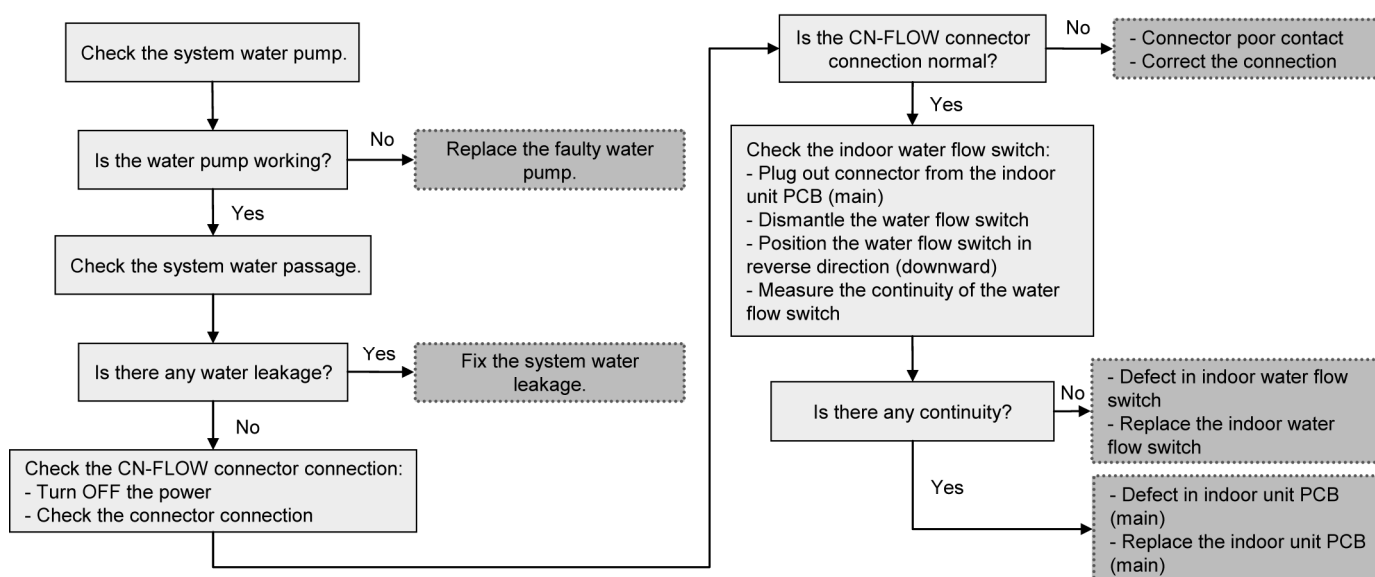 Check the system water pump.
Is the water pump working?
No
Replace the faulty water
pump.
Yes
Check the system water passage.
Is there any water leakage?
Yes
Fix the system water
leakage.
No
Check the CN-FLOW connector connection:
- Turn OFF the power
- Check the connector connection
Is the CN-FLOW connector
connection normal?
No
- Connector poor contact
- Correct the connection
Yes
Check the indoor water flow switch:
- Plug out connector from the indoor
unit PCB (main)
- Dismantle the water flow switch
- Position the water flow switch in
reverse direction (downward)
- Measure the continuity of the water
flow switch
Is there any continuity?
No
- Defect in indoor water flow
switch
- Replace the indoor water
flow switch
Yes
- Defect in indoor unit PCB
(main)
- Replace the indoor unit PCB
(main)